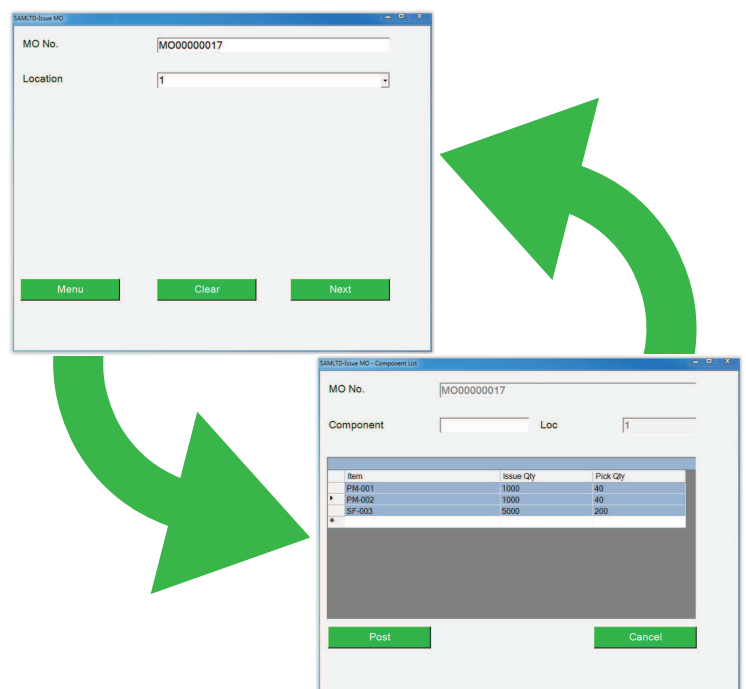 SAMLTD-Issue MO
MO No. MO00000017
Location 1
Menu Clear Next
SAMLTD-Issue MO - Component List
MO No. MO00000017
Component Loc 1
Item Issue Qty Pick Qty
PM-001 1000 40
PM-002 1000 40
SF-003 5000 200
Post Cancel